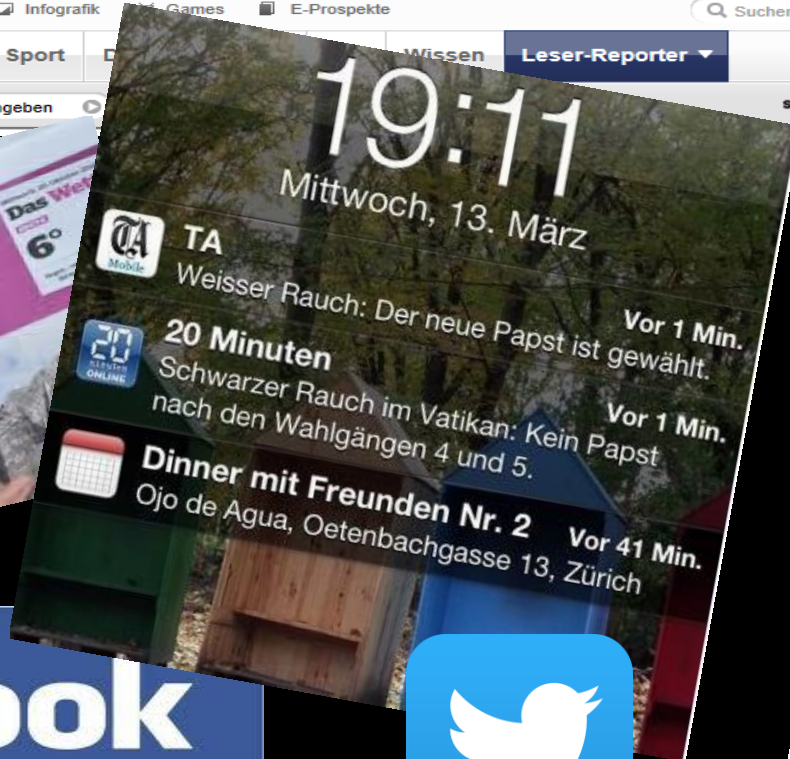 Infografik Games E-Prospekte Suchen
Sport Wissen Leser-Reporter
geben
Das
6
19:11
Mittwoch, 13. März
TA
Mobile
TA Vor 1 Min.
Weisser Rauch: Der neue Papst ist gewählt.
20
minuten
ONLINE
20 Minuten Vor 1 Min.
Schwarzer Rauch im Vatikan: Kein Papst
nach den Wahlgängen 4 und 5.
Dinner mit Freunden Nr. 2 Vor 41 Min.
Ojo de Agua, Oetenbachgasse 13, Zürich
ook